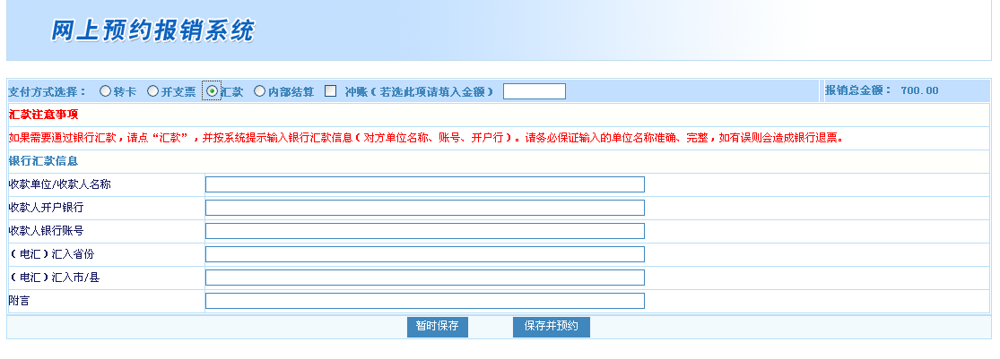 网上预约报销系统
支付方式选择： 转卡 开支票 汇款 内部结算 冲账（若选此项请填入金额） 报销总金额： 700.00
汇款注意事项
如果需要通过银行汇款，请点“汇款”，并按系统提示输入银行汇款信息（对方单位名称、账号、开户行）。请务必保证输入的单位名称准确、完整，如有误则会造成银行退票。
银行汇款信息
收款单位/收款人名称
收款人开户银行
收款人银行账号
（电汇）汇入省份
（电汇）汇入市/县
附言
暂时保存 保存并预约